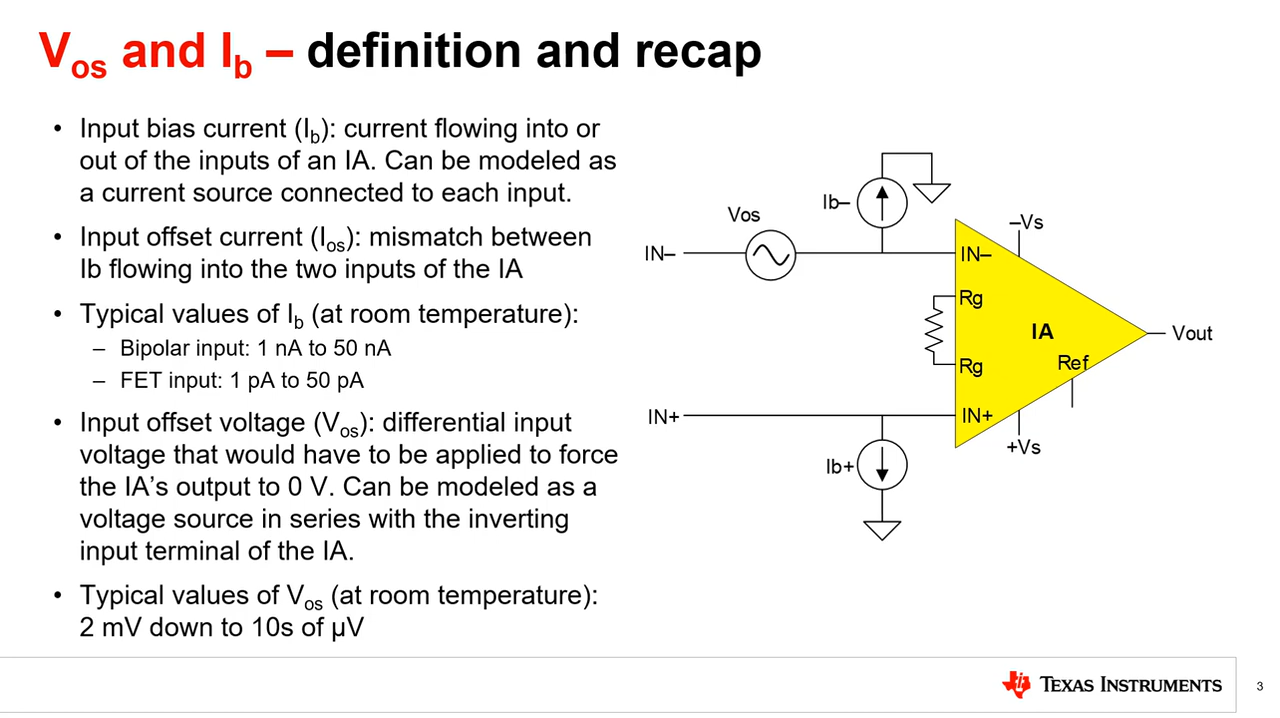 Vos and Ib – definition and recap
• Input bias current (Ib): current flowing into or
out of the inputs of an IA. Can be modeled as
a current source connected to each input.
• Input offset current (Ios): mismatch between
Ib flowing into the two inputs of the IA
• Typical values of Ib (at room temperature):
– Bipolar input: 1 nA to 50 nA
– FET input: 1 pA to 50 pA
• Input offset voltage (Vos): differential input
voltage that would have to be applied to force
the IA’s output to 0 V. Can be modeled as a
voltage source in series with the inverting
input terminal of the IA.
• Typical values of Vos (at room temperature):
2 mV down to 10s of µV
Ib–
Vos
–Vs
IN–
IN–
Rg
IA
Vout
Rg
Ref
IN+
IN+
+Vs
Ib+
TEXAS INSTRUMENTS
3